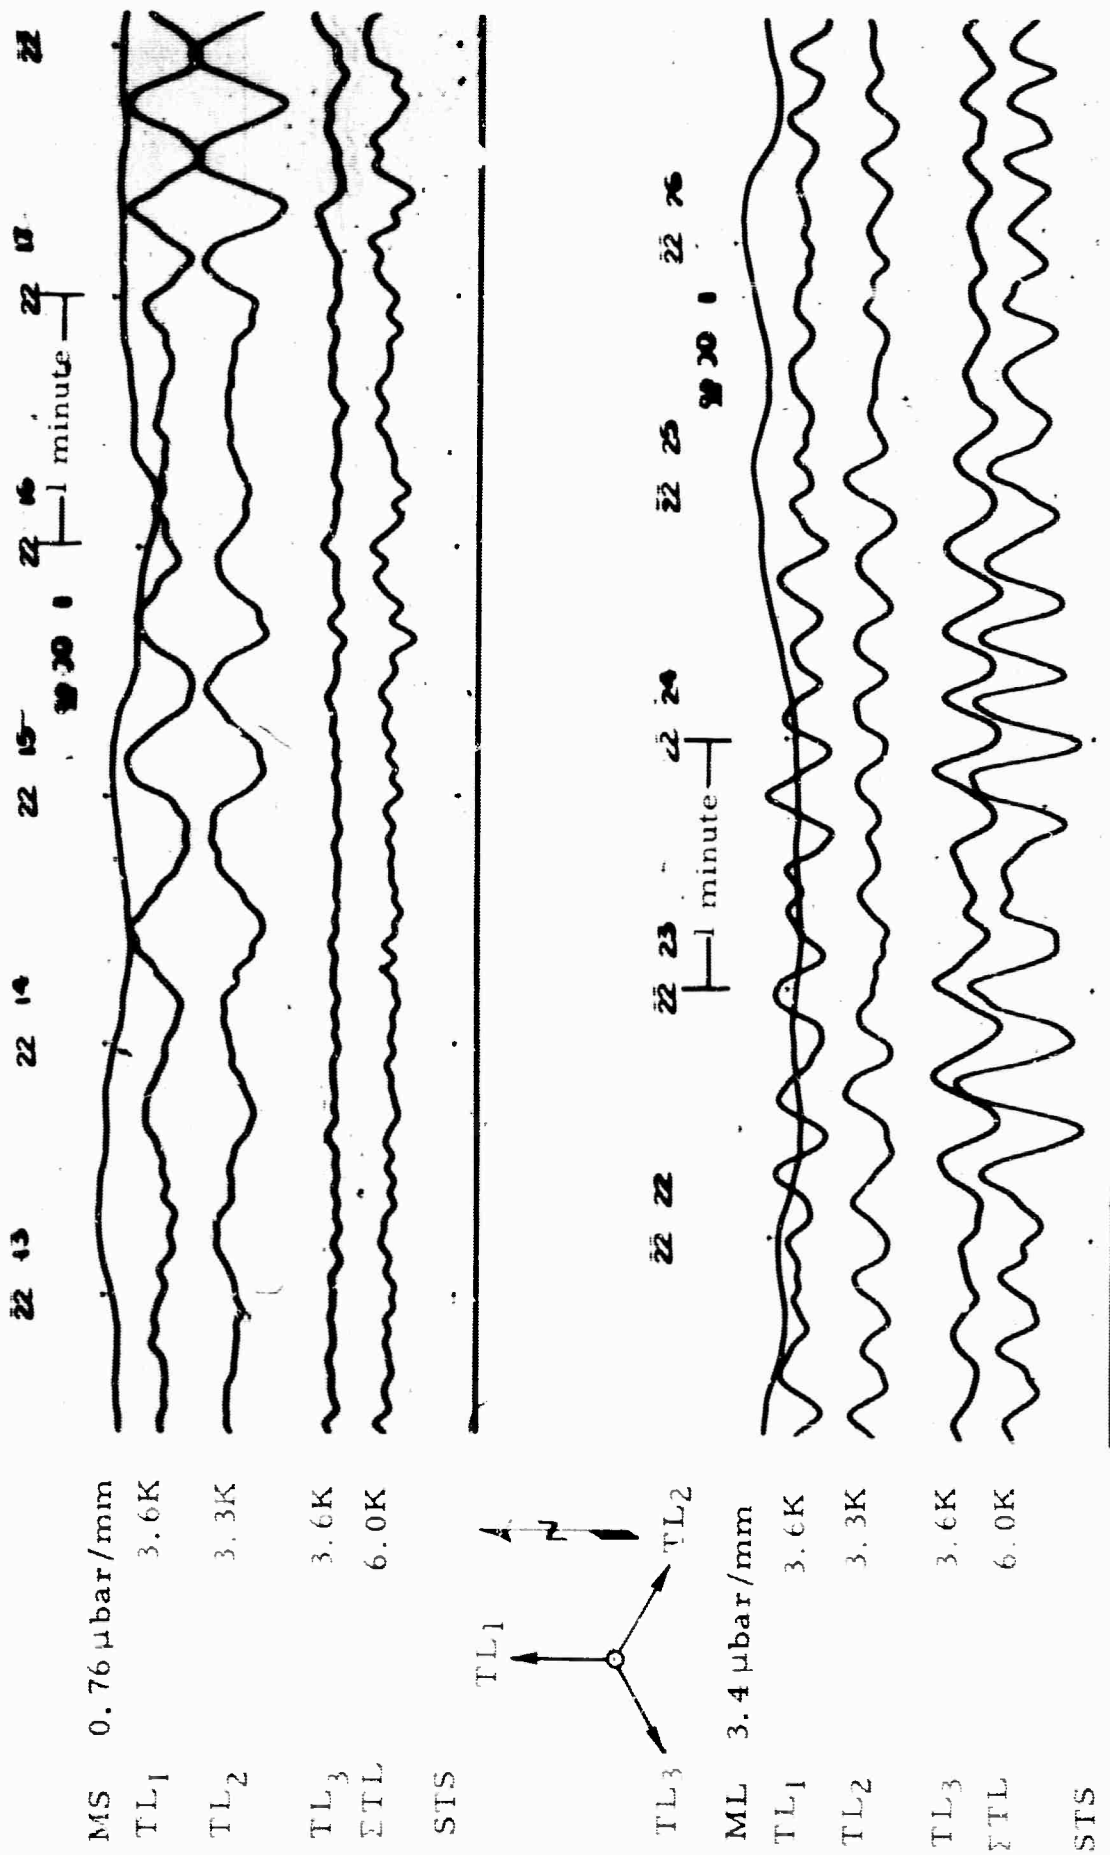 22 13 22 14 22 15 22 16 22 17 22
1 minute
MS 0.76 μbar/mm
TL1 3.6K
TL2 3.3K
TL3 3.6K
ΣTL 6.0K
STS
TL1
TL2
TL3
N
22 22 22 23 22 24 22 25 22 26
1 minute
ML 3.4 μbar/mm
TL1 3.6K
TL2 3.3K
TL3 3.6K
ΣTL 6.0K
STS